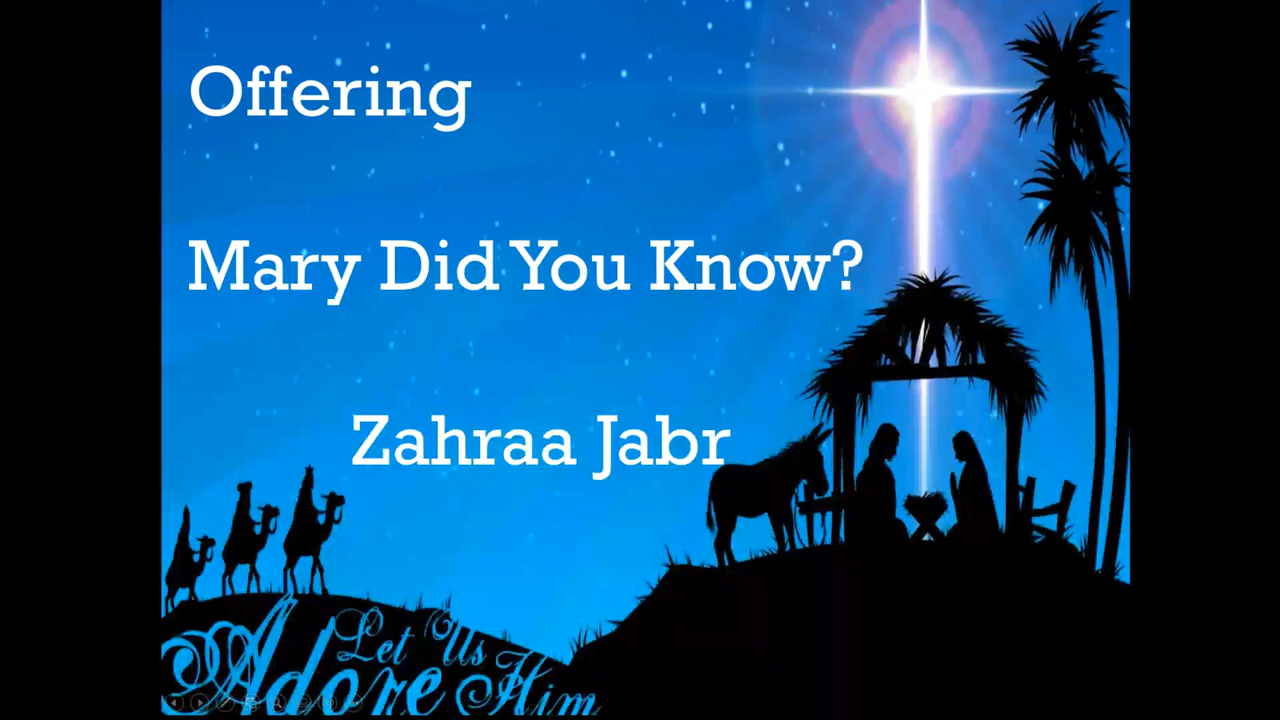 Offering
Mary Did You Know?
Zahraa Jabr
Let Us
Adore Him